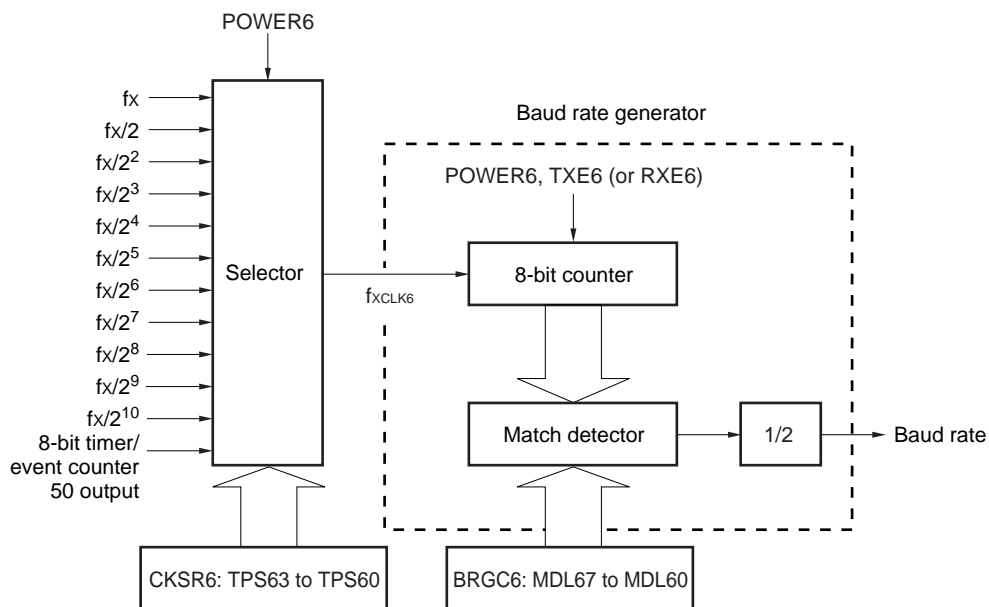 POWER6
fX
fX/2
fX/2²
fX/2³
fX/2⁴
fX/2⁵
fX/2⁶
fX/2⁷
fX/2⁸
fX/2⁹
fX/2¹⁰
8-bit timer/
event counter
50 output
Selector
fXCLK6
Baud rate generator
POWER6, TXE6 (or RXE6)
8-bit counter
Match detector
1/2
Baud rate
CKSR6: TPS63 to TPS60
BRGC6: MDL67 to MDL60